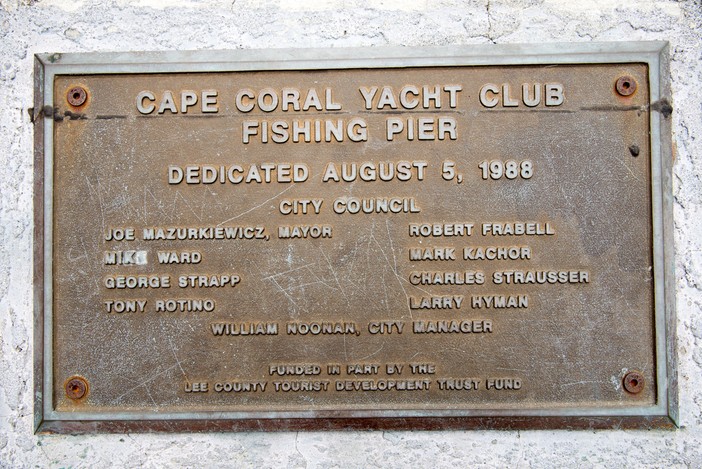 CAPE CORAL YACHT CLUB
FISHING PIER
DEDICATED AUGUST 5, 1988
CITY COUNCIL
JOE MAZURKIEWICZ, MAYOR
ROBERT FRABELL
MIKE WARD
MARK KACHOR
GEORGE STRAPP
CHARLES STRAUSSER
TONY ROTINO
LARRY HYMAN
WILLIAM NOONAN, CITY MANAGER
FUNDED IN PART BY THE
LEE COUNTY TOURIST DEVELOPMENT TRUST FUND